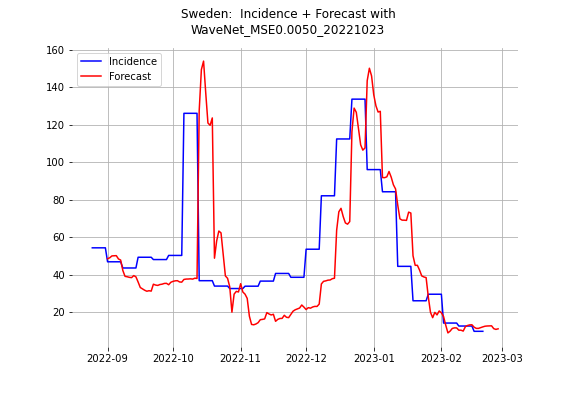 Sweden:  Incidence + Forecast with
WaveNet_MSE0.0050_20221023
Incidence
Forecast
160
140
120
100
80
60
40
20
2022-09 2022-10 2022-11 2022-12 2023-01 2023-02 2023-03